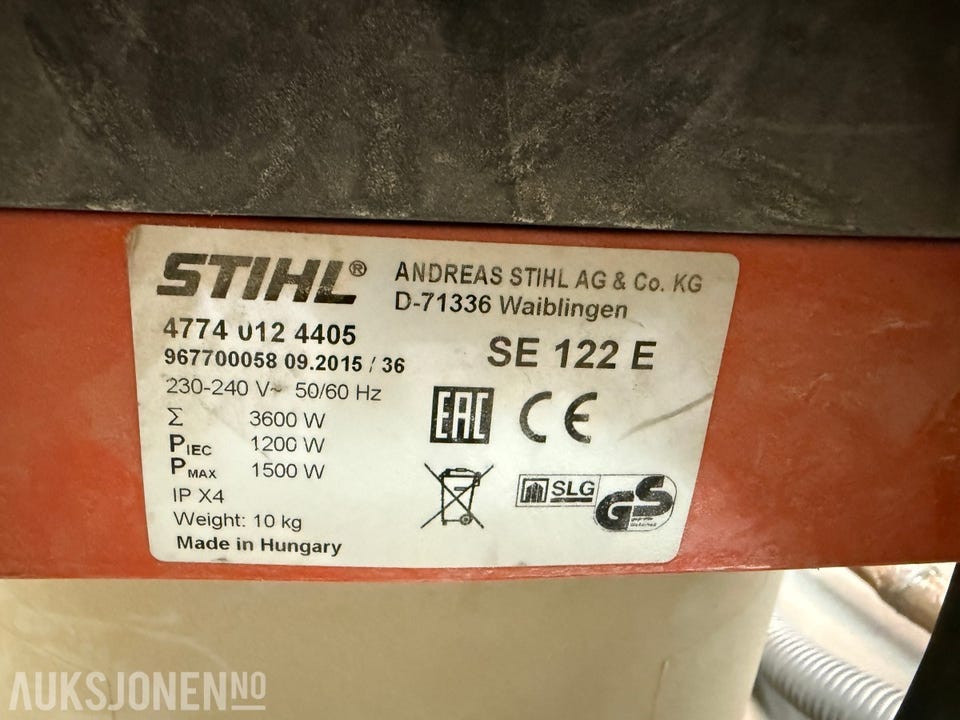 STIHL®
ANDREAS STIHL AG & Co. KG
D-71336 Waiblingen
4774 012 4405
967700058 09.2015 / 36
SE 122 E
230-240 V~ 50/60 Hz
Σ 3600 W
PIEC 1200 W
PMAX 1500 W
IP X4
Weight: 10 kg
Made in Hungary
EAC CE
SLG GS
AUKSJONEN.NO